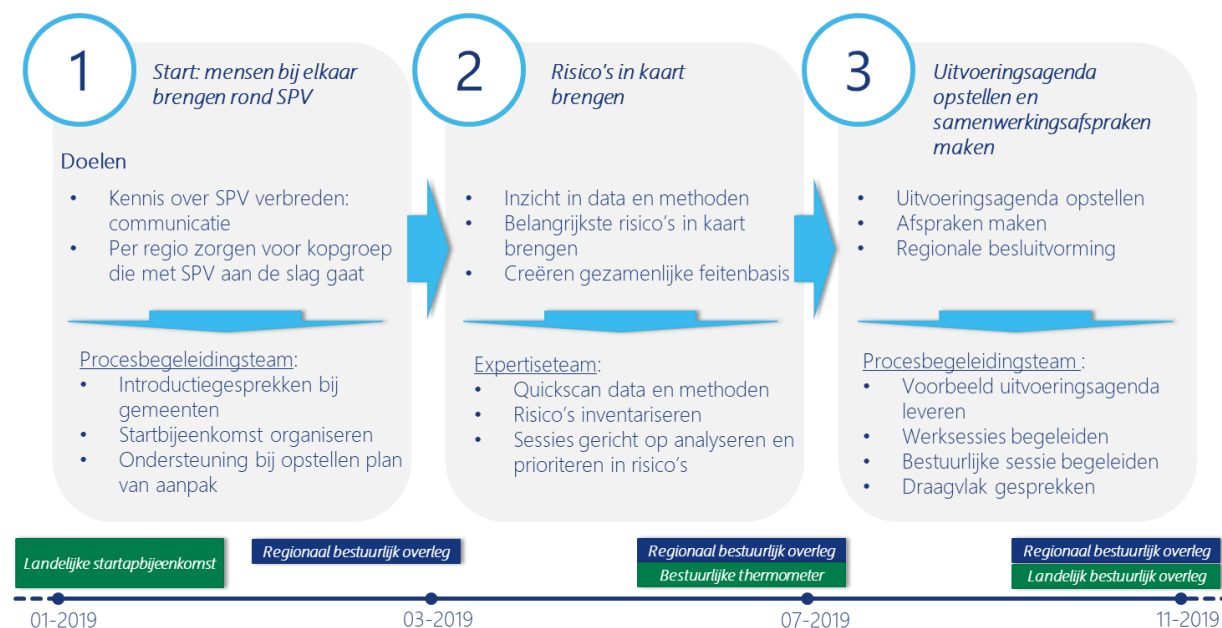 1
Start: mensen bij elkaar
brengen rond SPV
Doelen
• Kennis over SPV verbreden:
communicatie
• Per regio zorgen voor kopgroep
die met SPV aan de slag gaat
Procesbegeleidingsteam:
• Introductiegesprekken bij
gemeenten
• Startbijeenkomst organiseren
• Ondersteuning bij opstellen plan
van aanpak
2
Risico's in kaart
brengen
• Inzicht in data en methoden
• Belangrijkste risico's in kaart
brengen
• Creëren gezamenlijke feitenbasis
Expertiseteam:
• Quickscan data en methoden
• Risico's inventariseren
• Sessies gericht op analyseren en
prioriteren in risico's
3
Uitvoeringsagenda
opstellen en
samenwerkingsafspraken
maken
• Uitvoeringsagenda opstellen
• Afspraken maken
• Regionale besluitvorming
Procesbegeleidingsteam :
• Voorbeeld uitvoeringsagenda
leveren
• Werksessies begeleiden
• Bestuurlijke sessie begeleiden
• Draagvlak gesprekken
Landelijke startapbijeenkomst
Regionaal bestuurlijk overleg
Regionaal bestuurlijk overleg
Bestuurlijke thermometer
Regionaal bestuurlijk overleg
Landelijk bestuurlijk overleg
01-2019
03-2019
07-2019
11-2019